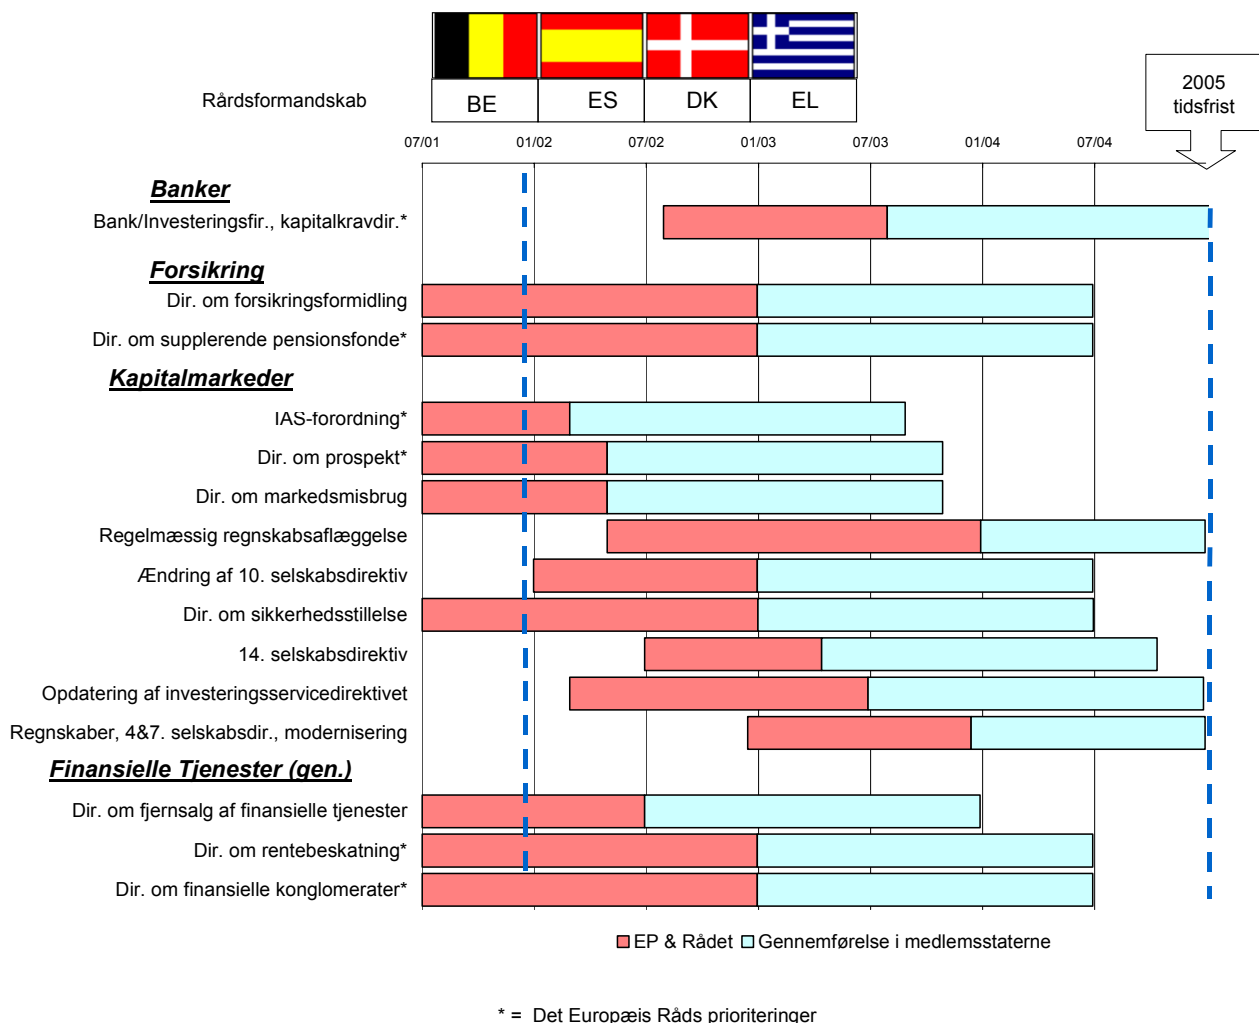 Rårdsformandskab
BE
ES
DK
EL
2005
tidsfrist
07/01
01/02
07/02
01/03
07/03
01/04
07/04
Banker
Bank/Investeringsfir., kapitalkravdir.*
Forsikring
Dir. om forsikringsformidling
Dir. om supplerende pensionsfonde*
Kapitalmarkeder
IAS-forordning*
Dir. om prospekt*
Dir. om markedsmisbrug
Regelmæssig regnskabsaflæggelse
Ændring af 10. selskabsdirektiv
Dir. om sikkerhedsstillelse
14. selskabsdirektiv
Opdatering af investeringsservicedirektivet
Regnskaber, 4&7. selskabsdir., modernisering
Finansielle Tjenester (gen.)
Dir. om fjernsalg af finansielle tjenester
Dir. om rentebeskatning*
Dir. om finansielle konglomerater*
EP & Rådet
Gennemførelse i medlemsstaterne
* = Det Europæis Råds prioriteringer